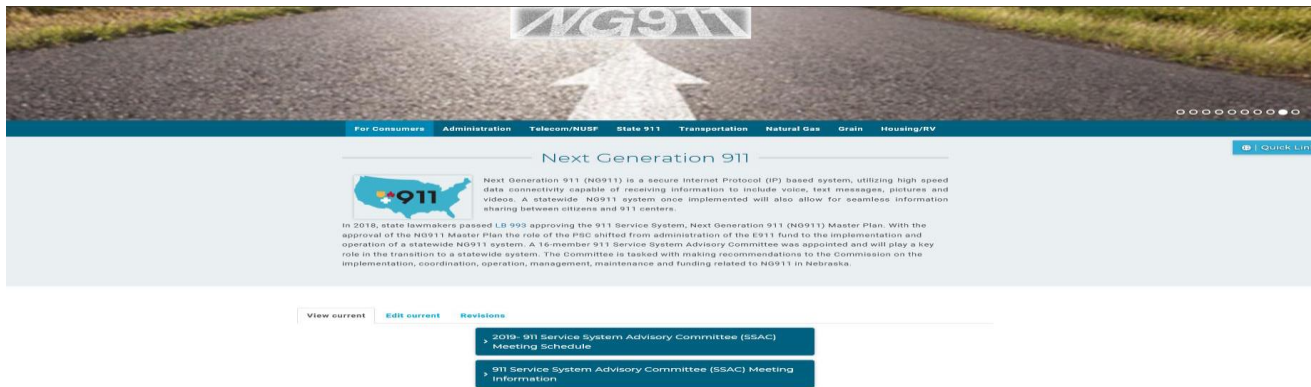 NG911
For Consumers Administration Telecom/NUSF State 911 Transportation Natural Gas Grain Housing/RV
| Quick Lin
Next Generation 911
911
Next Generation 911 (NG911) is a secure Internet Protocol (IP) based system, utilizing high speed
data connectivity capable of receiving information to include voice, text messages, pictures and
videos. A statewide NG911 system once implemented will also allow for seamless information
sharing between citizens and 911 centers.
In 2018, state lawmakers passed LB 993 approving the 911 Service System, Next Generation 911 (NG911) Master Plan. With the
approval of the NG911 Master Plan the role of the PSC shifted from administration of the E911 fund to the implementation and
operation of a statewide NG911 system. A 16-member 911 Service System Advisory Committee was appointed and will play a key
role in the transition to a statewide system. The Committee is tasked with making recommendations to the Commission on the
implementation, coordination, operation, management, maintenance and funding related to NG911 in Nebraska.
View current Edit current Revisions
2019- 911 Service System Advisory Committee (SSAC)
Meeting Schedule
911 Service System Advisory Committee (SSAC) Meeting
Information